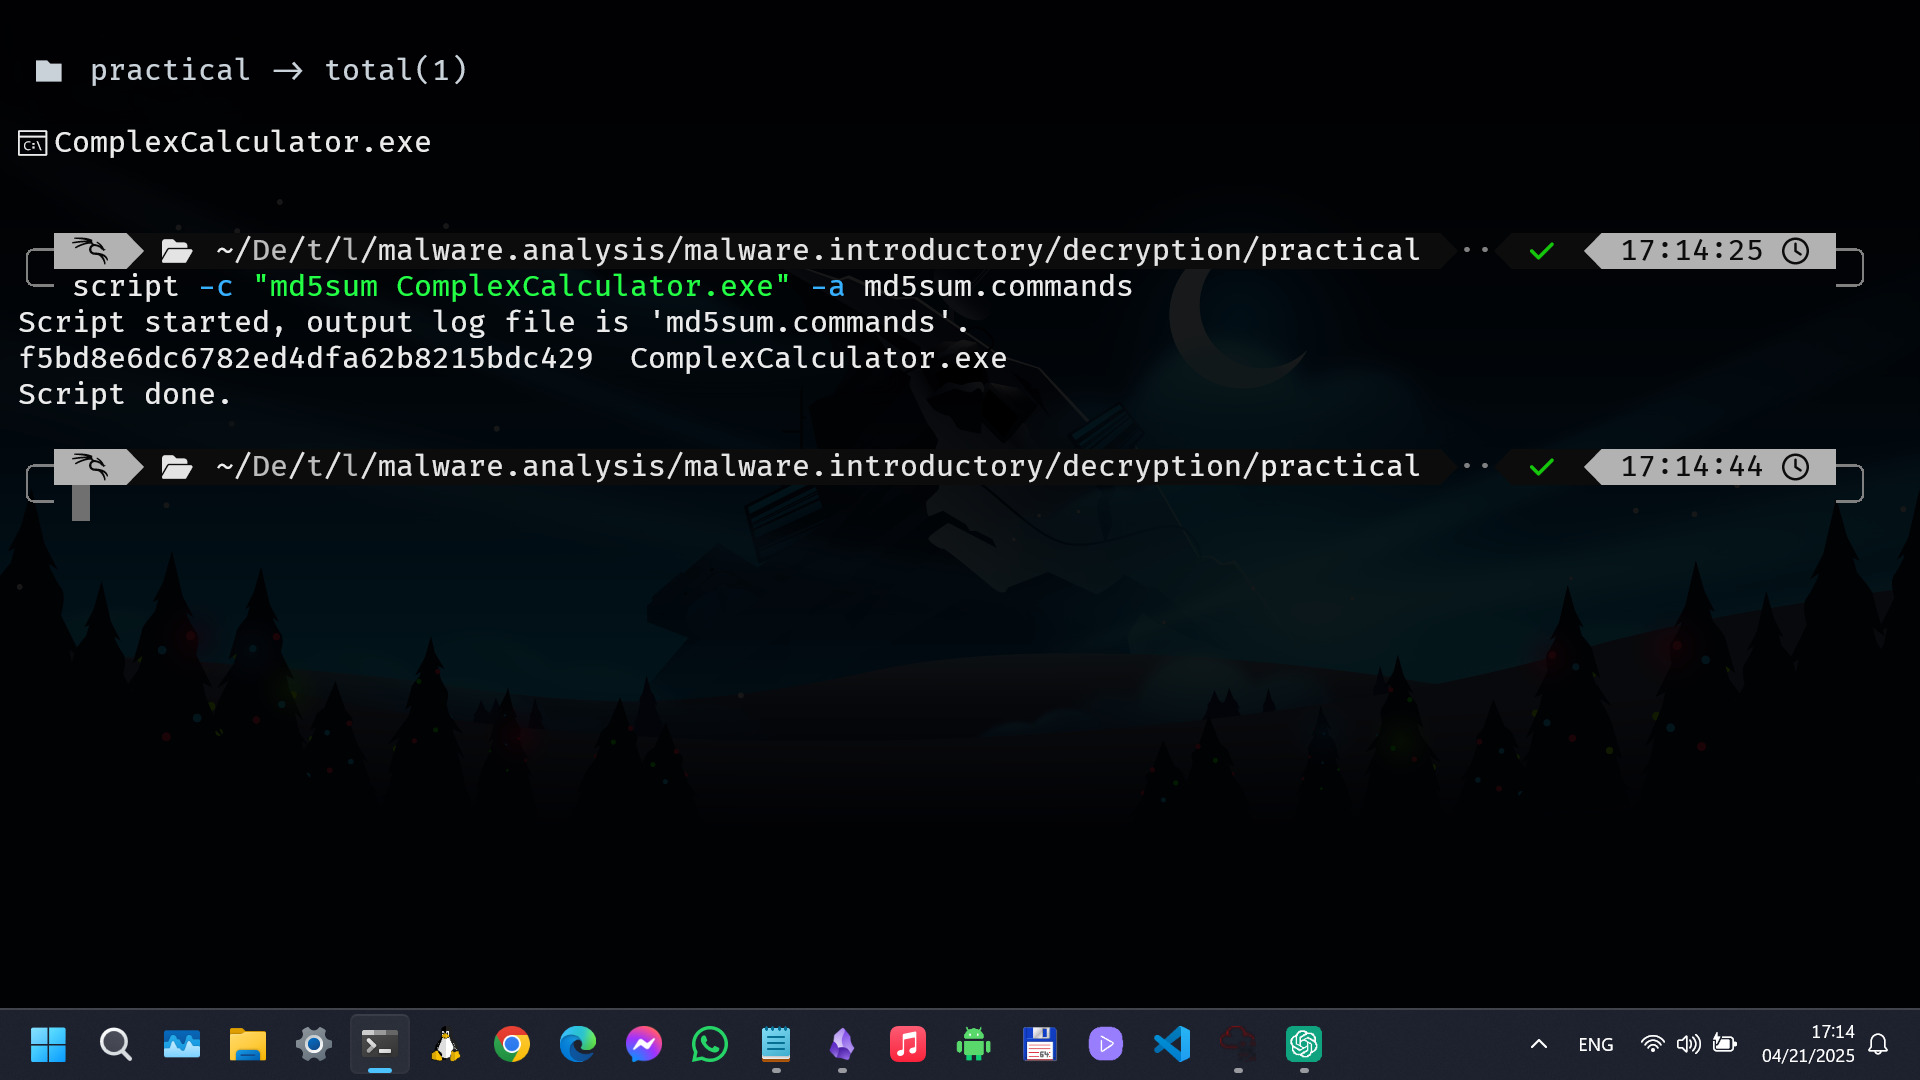 practical → total(1)
C:\ ComplexCalculator.exe
~/De/t/l/malware.analysis/malware.introductory/decryption/practical ·· ✓ 17:14:25
script -c "md5sum ComplexCalculator.exe" -a md5sum.commands
Script started, output log file is 'md5sum.commands'.
f5bd8e6dc6782ed4dfa62b8215bdc429  ComplexCalculator.exe
Script done.
~/De/t/l/malware.analysis/malware.introductory/decryption/practical ·· ✓ 17:14:44
64
ENG
17:14
04/21/2025